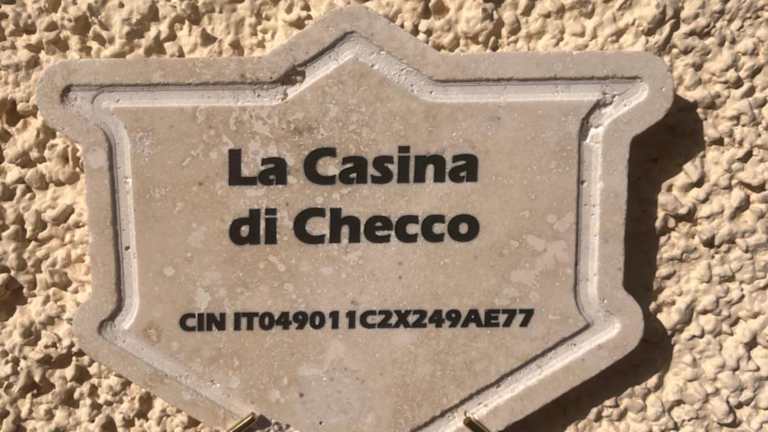 La Casina
di Checco
CIN IT049011C2X249AE77